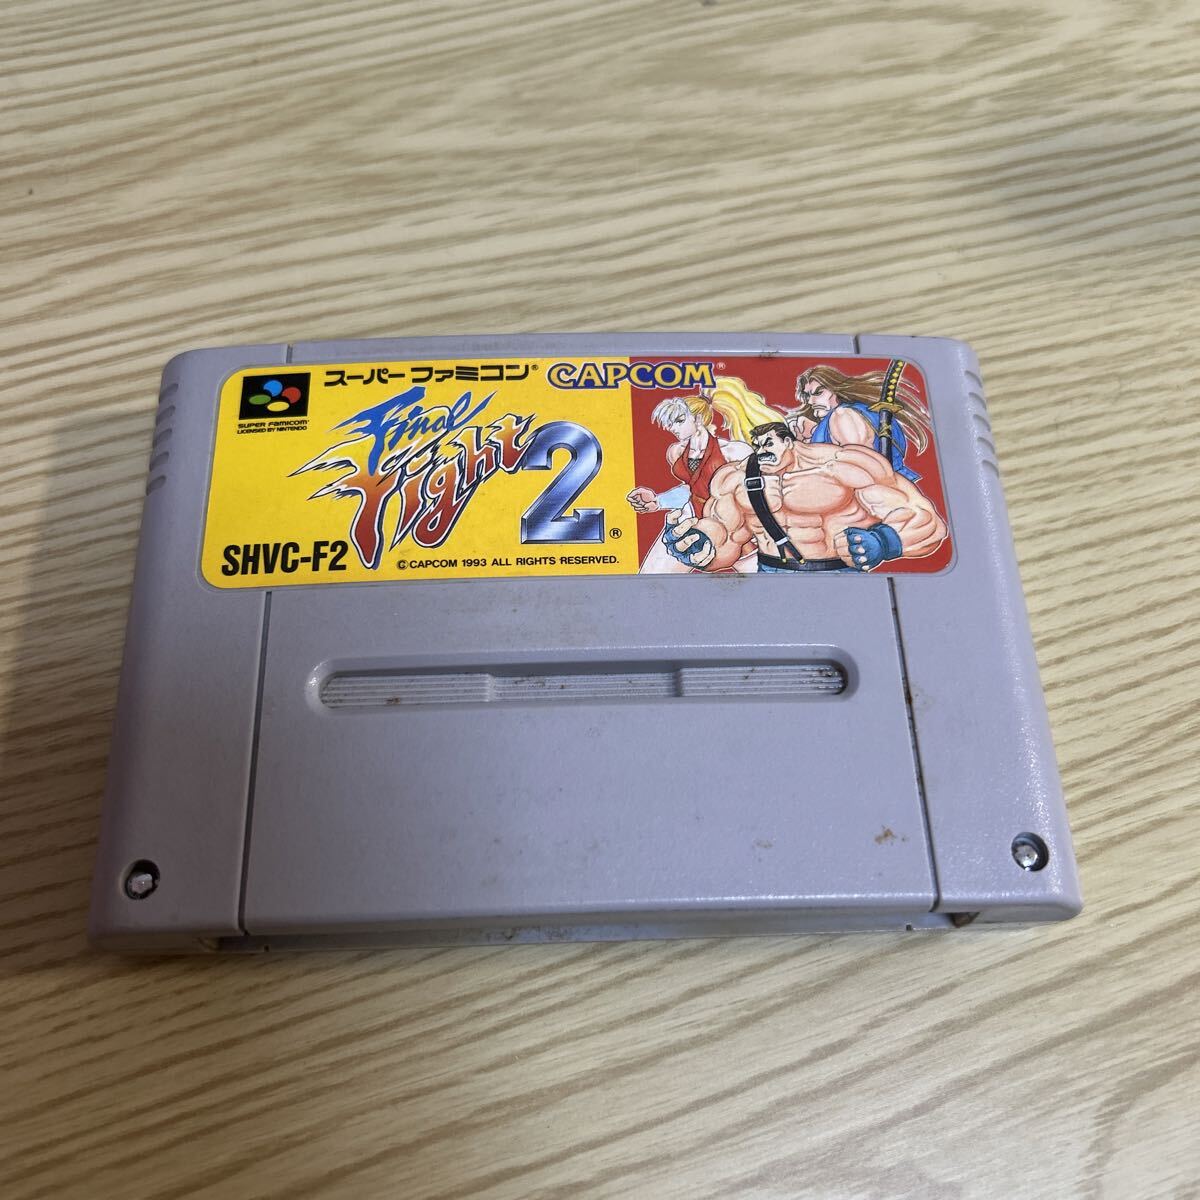 スーパーファミコン®
CAPCOM®
SUPER FAMICOM™
LICENSED BY NINTENDO
Final
Fight 2®
SHVC-F2
©CAPCOM 1993 ALL RIGHTS RESERVED.